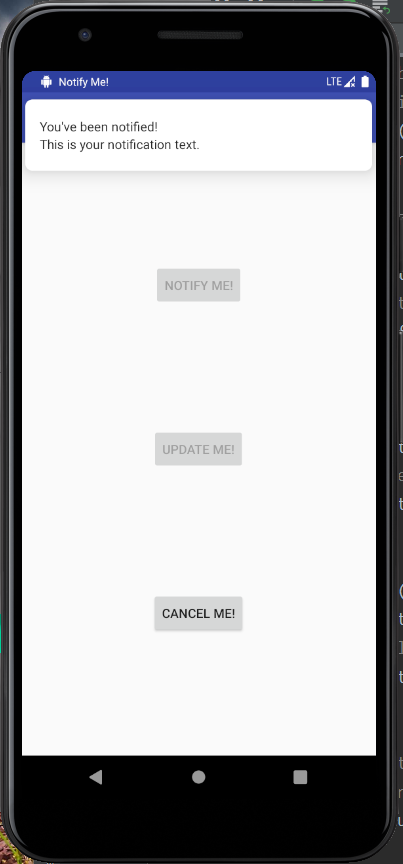 Notify Me!
LTE
You've been notified!
This is your notification text.
NOTIFY ME!
UPDATE ME!
CANCEL ME!